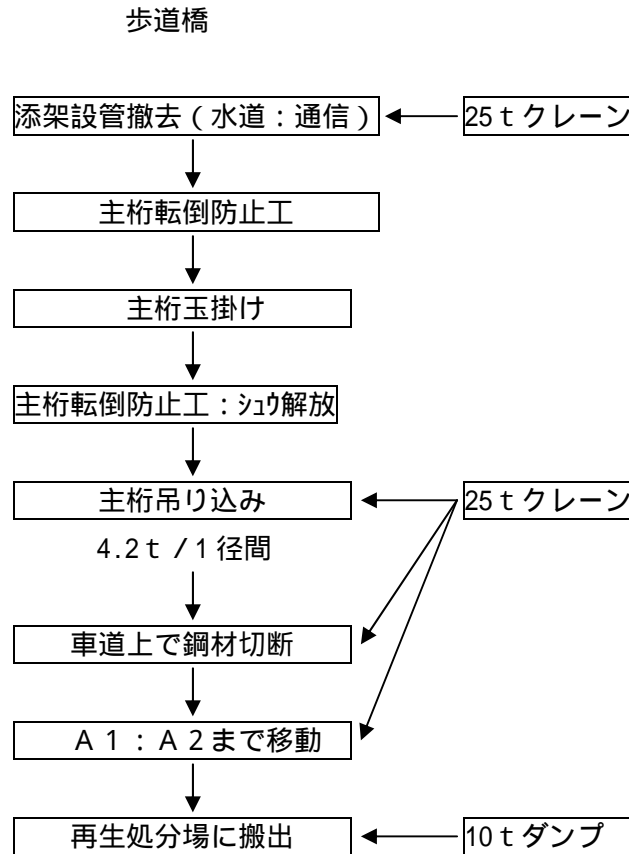 歩道橋
添架設管撤去（水道：通信） 25ｔクレーン
主桁転倒防止工
主桁玉掛け
主桁転倒防止工：ｼｭｳ解放
主桁吊り込み 25ｔクレーン
4.2ｔ/1径間
車道上で鋼材切断
Ａ１：Ａ２まで移動
再生処分場に搬出 10ｔダンプ